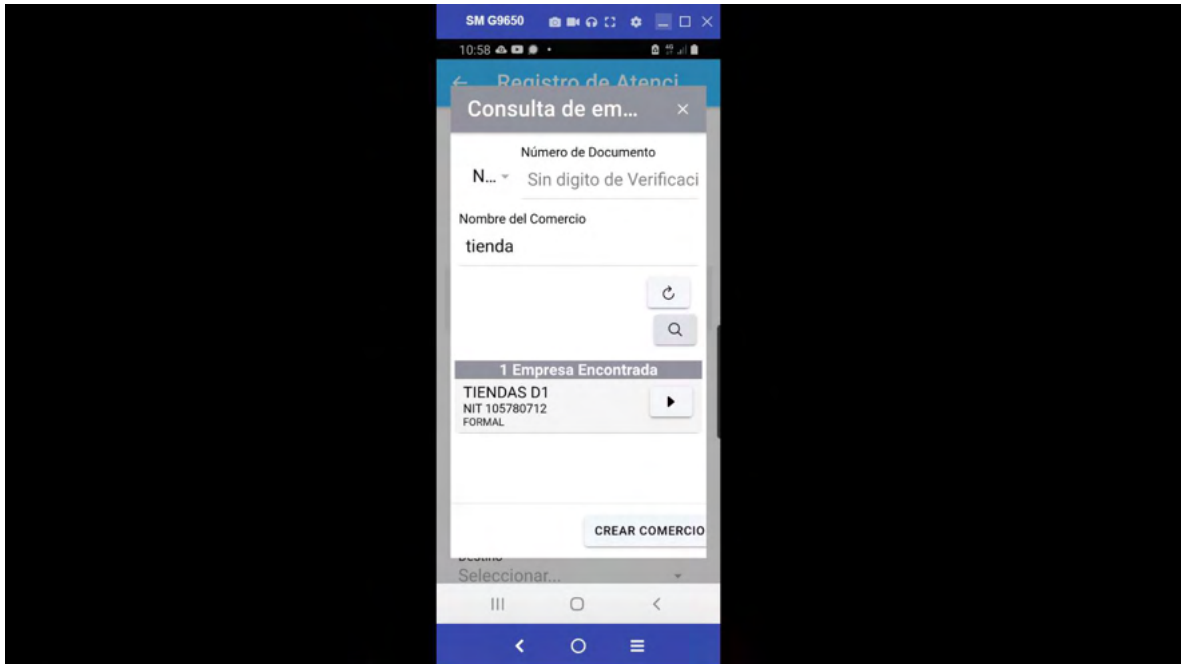 SM G9650
10:58
Registro de Atenci
Consulta de em...
Número de Documento
N...
Sin digito de Verificaci
Nombre del Comercio
tienda
1 Empresa Encontrada
TIENDAS D1
NIT 105780712
FORMAL
CREAR COMERCIO
Destino
Seleccionar...